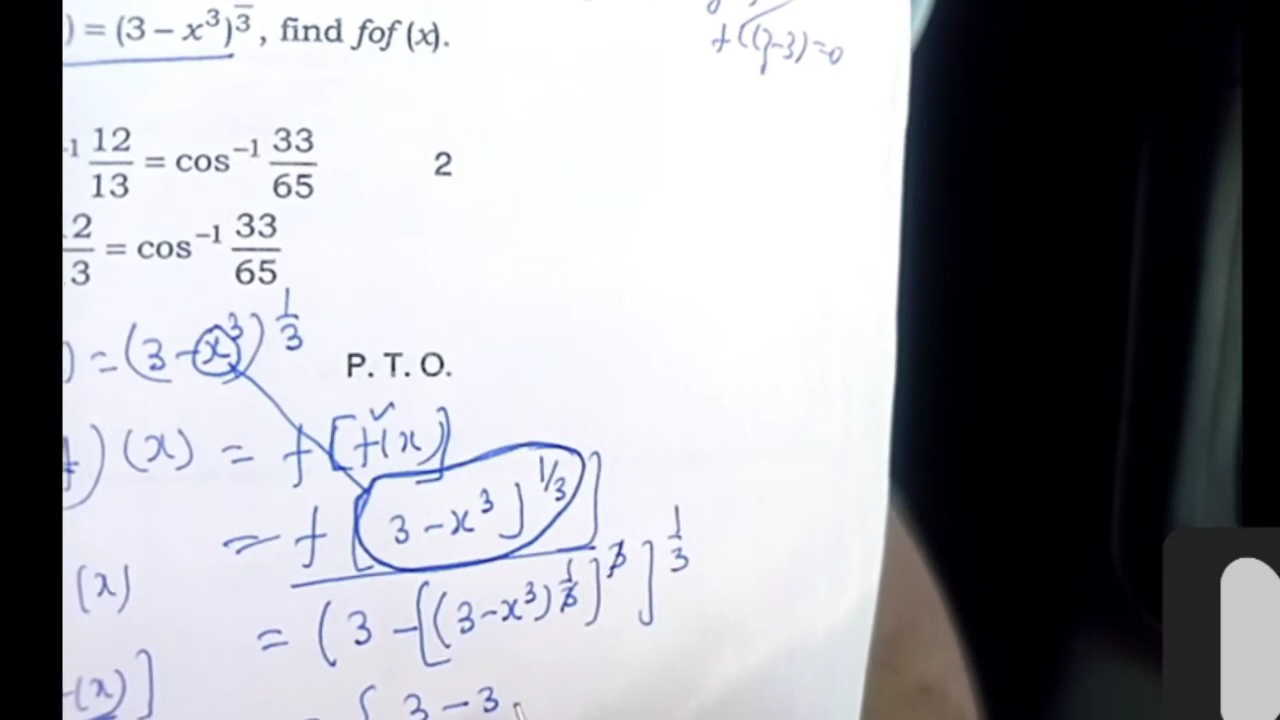 ) = (3 – x³)^1/3, find fof (x).
f((3-3)=0
-1 12/13 = cos⁻¹ 33/65 2
2/3 = cos⁻¹ 33/65
) = (3-x³)^1/3
P. T. O.
f)(x) = f[f(x)]
= f[3-x³]^1/3]
(x)
= (3-[(3-x³)^1/3]^3]^1/3
(x)]
= [3-3